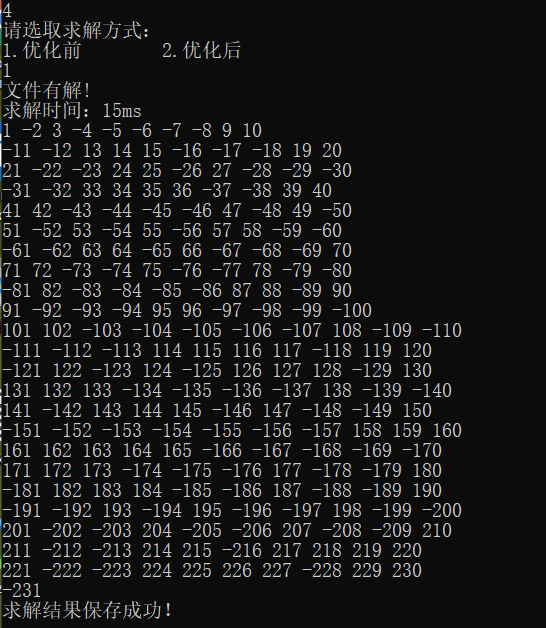 4
请选取求解方式：
1.优化前 2.优化后
1
文件有解！
求解时间：15ms
1 -2 3 -4 -5 -6 -7 -8 9 10
-11 -12 13 14 15 -16 -17 -18 19 20
21 -22 -23 24 25 -26 27 -28 -29 -30
-31 -32 33 34 35 36 -37 -38 39 40
41 42 -43 -44 -45 -46 47 -48 49 -50
51 -52 53 -54 55 -56 57 58 -59 -60
-61 -62 63 64 -65 66 -67 -68 -69 70
71 72 -73 -74 75 -76 -77 78 -79 -80
-81 82 -83 -84 -85 -86 87 88 -89 90
91 -92 -93 -94 95 96 -97 -98 -99 -100
101 102 -103 -104 -105 -106 -107 108 -109 -110
-111 -112 -113 114 115 116 117 -118 119 120
-121 122 -123 124 -125 126 127 128 -129 130
131 132 133 -134 -135 -136 -137 138 -139 -140
141 -142 143 144 145 -146 147 -148 -149 150
-151 -152 -153 -154 -155 -156 -157 158 159 160
161 162 163 164 165 -166 -167 -168 -169 -170
171 172 173 -174 -175 -176 177 -178 -179 180
-181 182 183 184 -185 -186 187 -188 -189 190
-191 -192 193 -194 195 -196 -197 198 -199 -200
201 -202 -203 204 -205 -206 207 -208 -209 210
211 -212 -213 214 215 -216 217 218 219 220
221 -222 -223 224 225 226 227 -228 229 230
-231
求解结果保存成功！